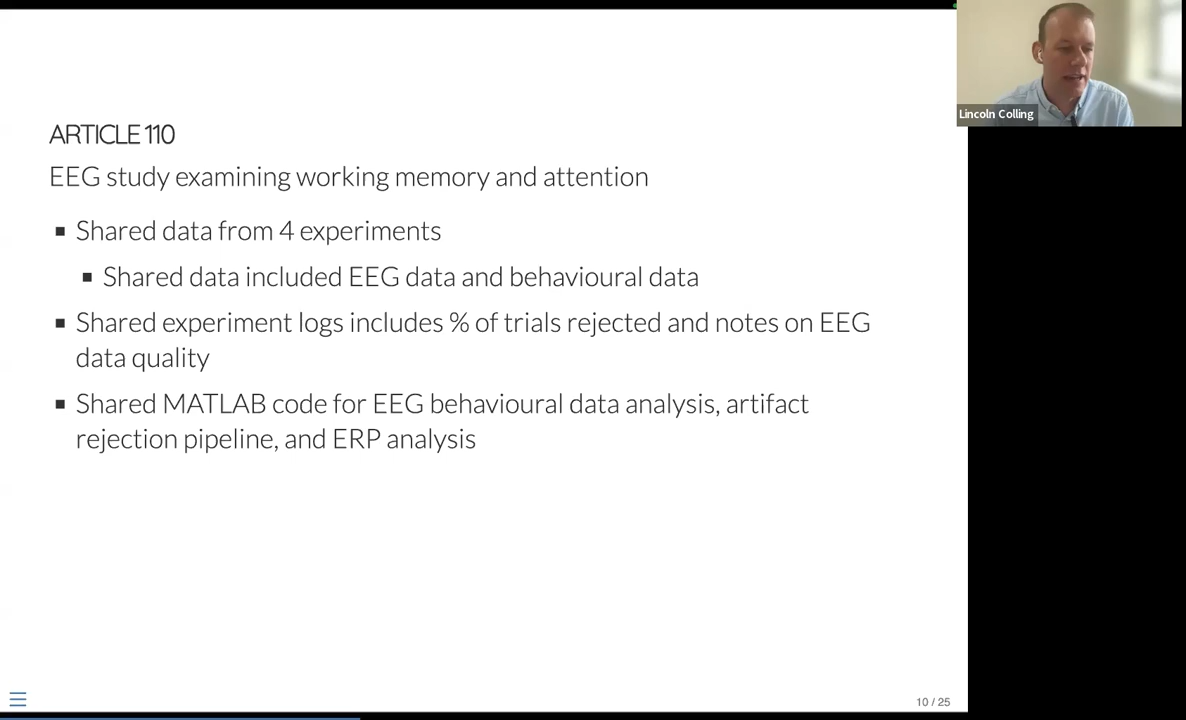 ARTICLE 110
EEG study examining working memory and attention
▪ Shared data from 4 experiments
▪ Shared data included EEG data and behavioural data
▪ Shared experiment logs includes % of trials rejected and notes on EEG
data quality
▪ Shared MATLAB code for EEG behavioural data analysis, artifact
rejection pipeline, and ERP analysis
Lincoln Colling
10 / 25